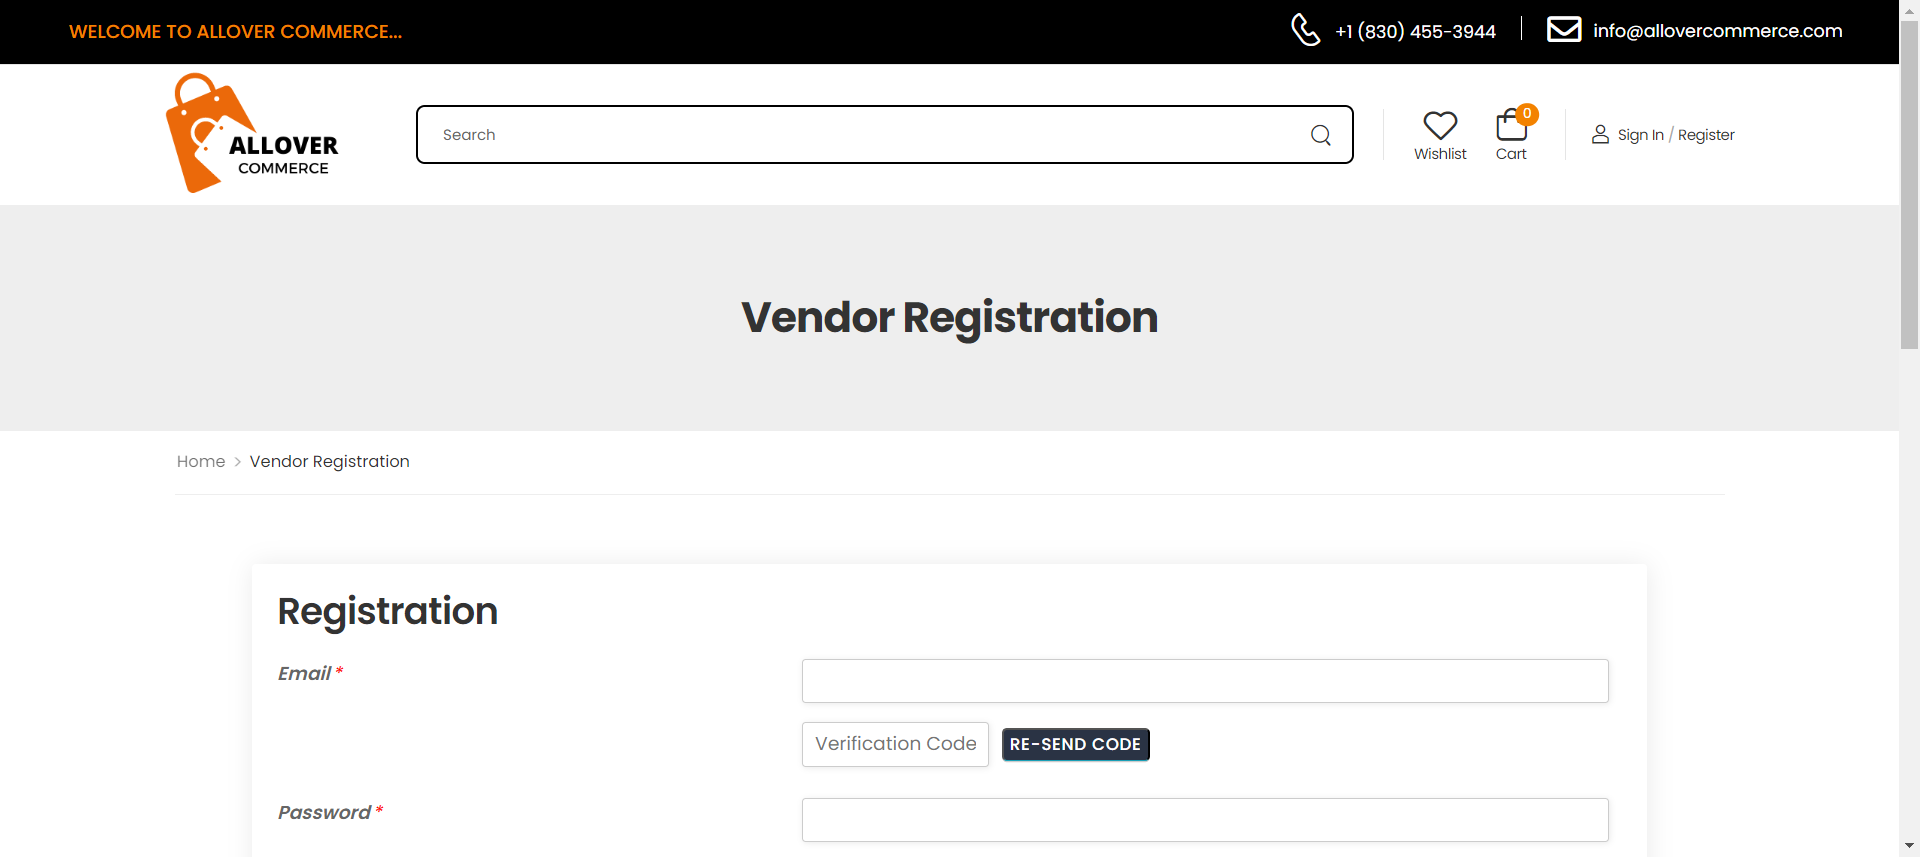 WELCOME TO ALLOVER COMMERCE...
+1 (830) 455-3944
info@allovercommerce.com
ALLOVER
COMMERCE
Search
Wishlist
0
Cart
Sign In / Register
Vendor Registration
Home > Vendor Registration
Registration
Email *
Verification Code
RE-SEND CODE
Password *